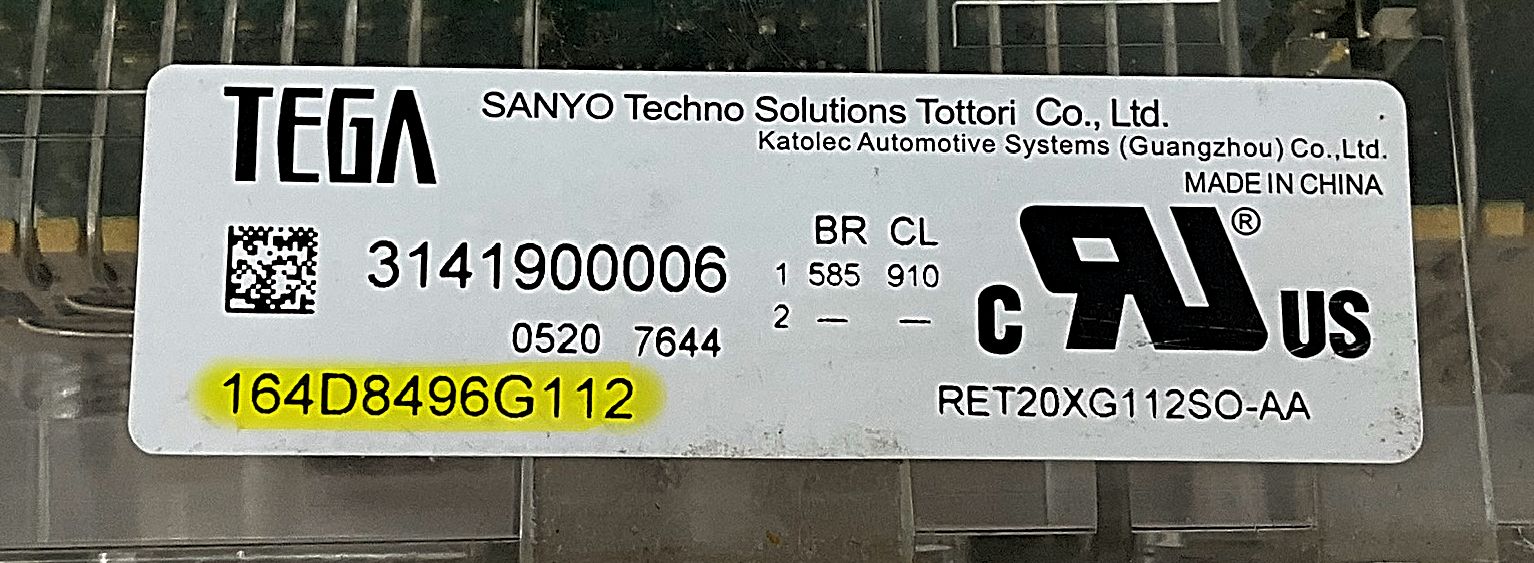 TEGA
SANYO Techno Solutions Tottori Co., Ltd.
Katolec Automotive Systems (Guangzhou) Co.,Ltd.
MADE IN CHINA
3141900006
BR CL
1 585 910
2 — —
0520 7644
C RU® US
164D8496G112
RET20XG112SO-AA